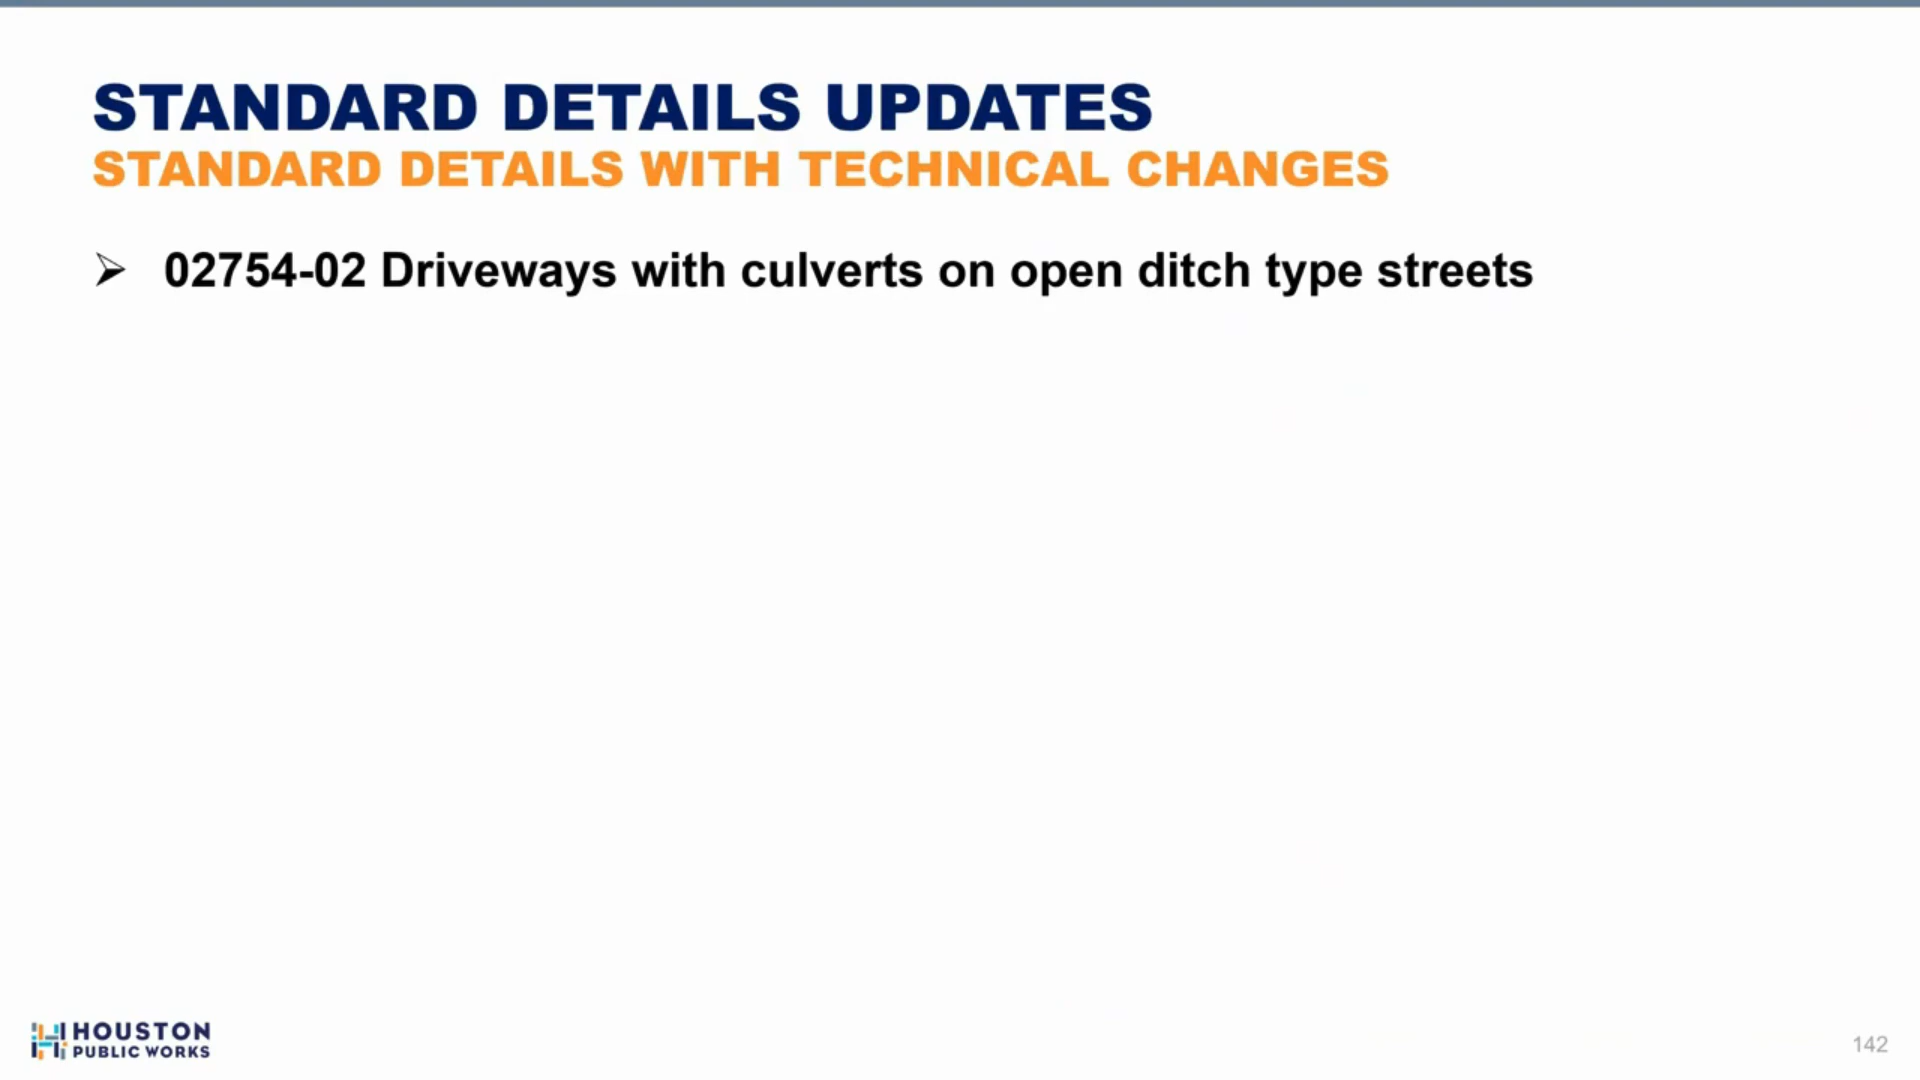 STANDARD DETAILS UPDATES
STANDARD DETAILS WITH TECHNICAL CHANGES
➢ 02754-02 Driveways with culverts on open ditch type streets
HOUSTON
PUBLIC WORKS
142